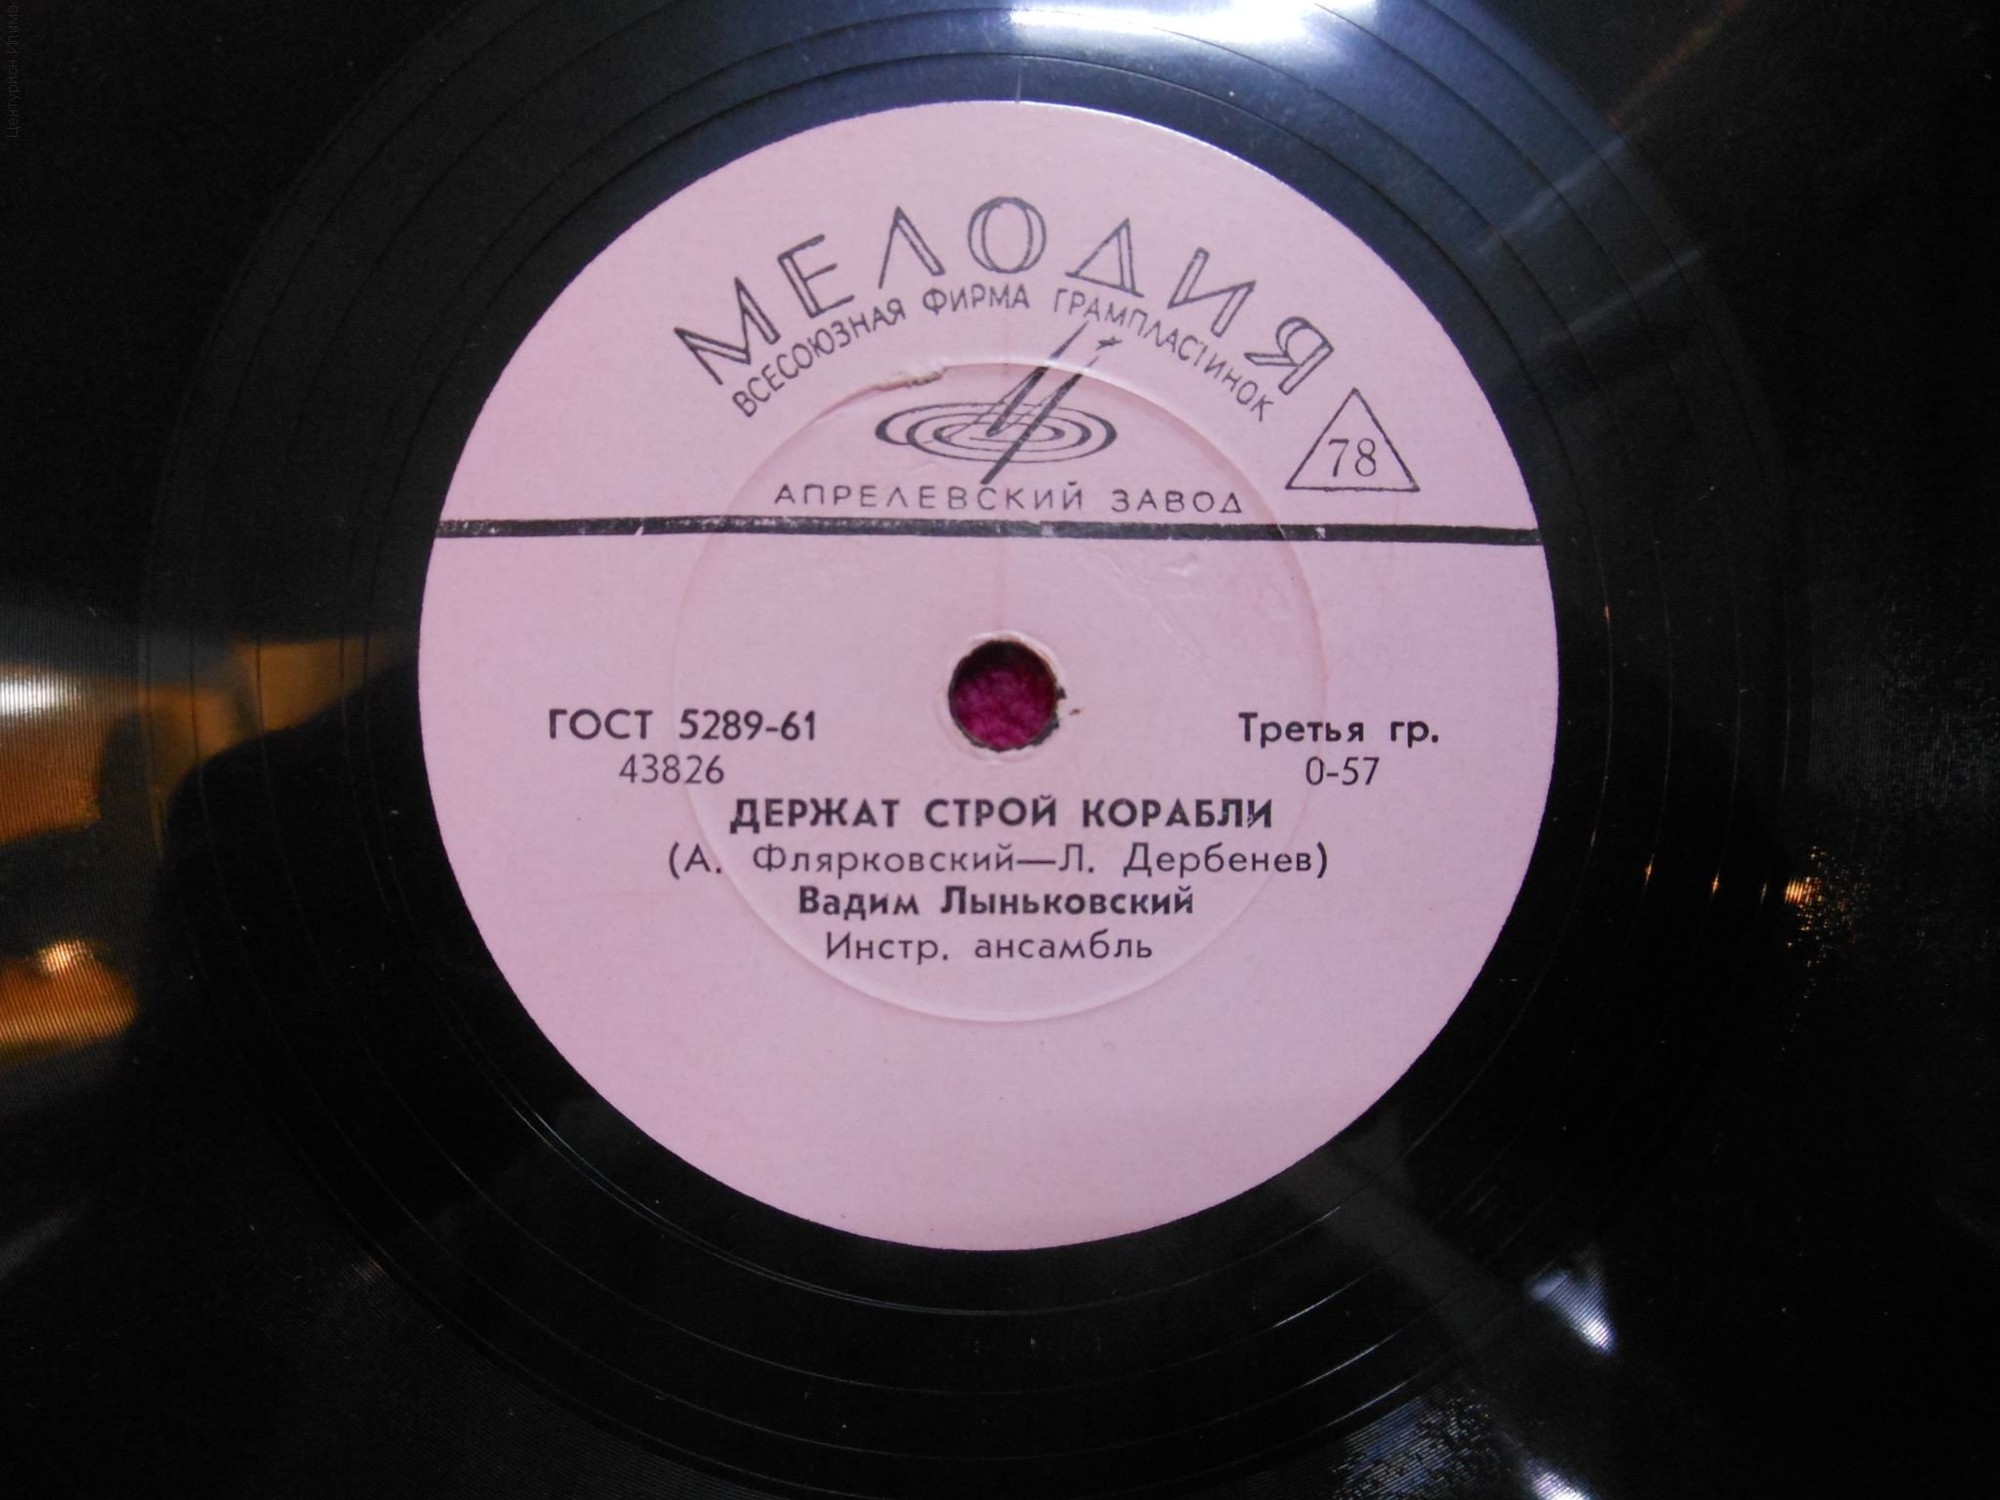 МЕЛОДИЯ
ВСЕСОЮЗНАЯ ФИРМА ГРАМПЛАСТИНОК
78
АПРЕЛЕВСКИЙ ЗАВОД
ГОСТ 5289-61 Третья гр.
43826 0-57
ДЕРЖАТ СТРОЙ КОРАБЛИ
(А. Флярковский—Л. Дербенев)
Вадим Лыньковский
Инстр. ансамбль